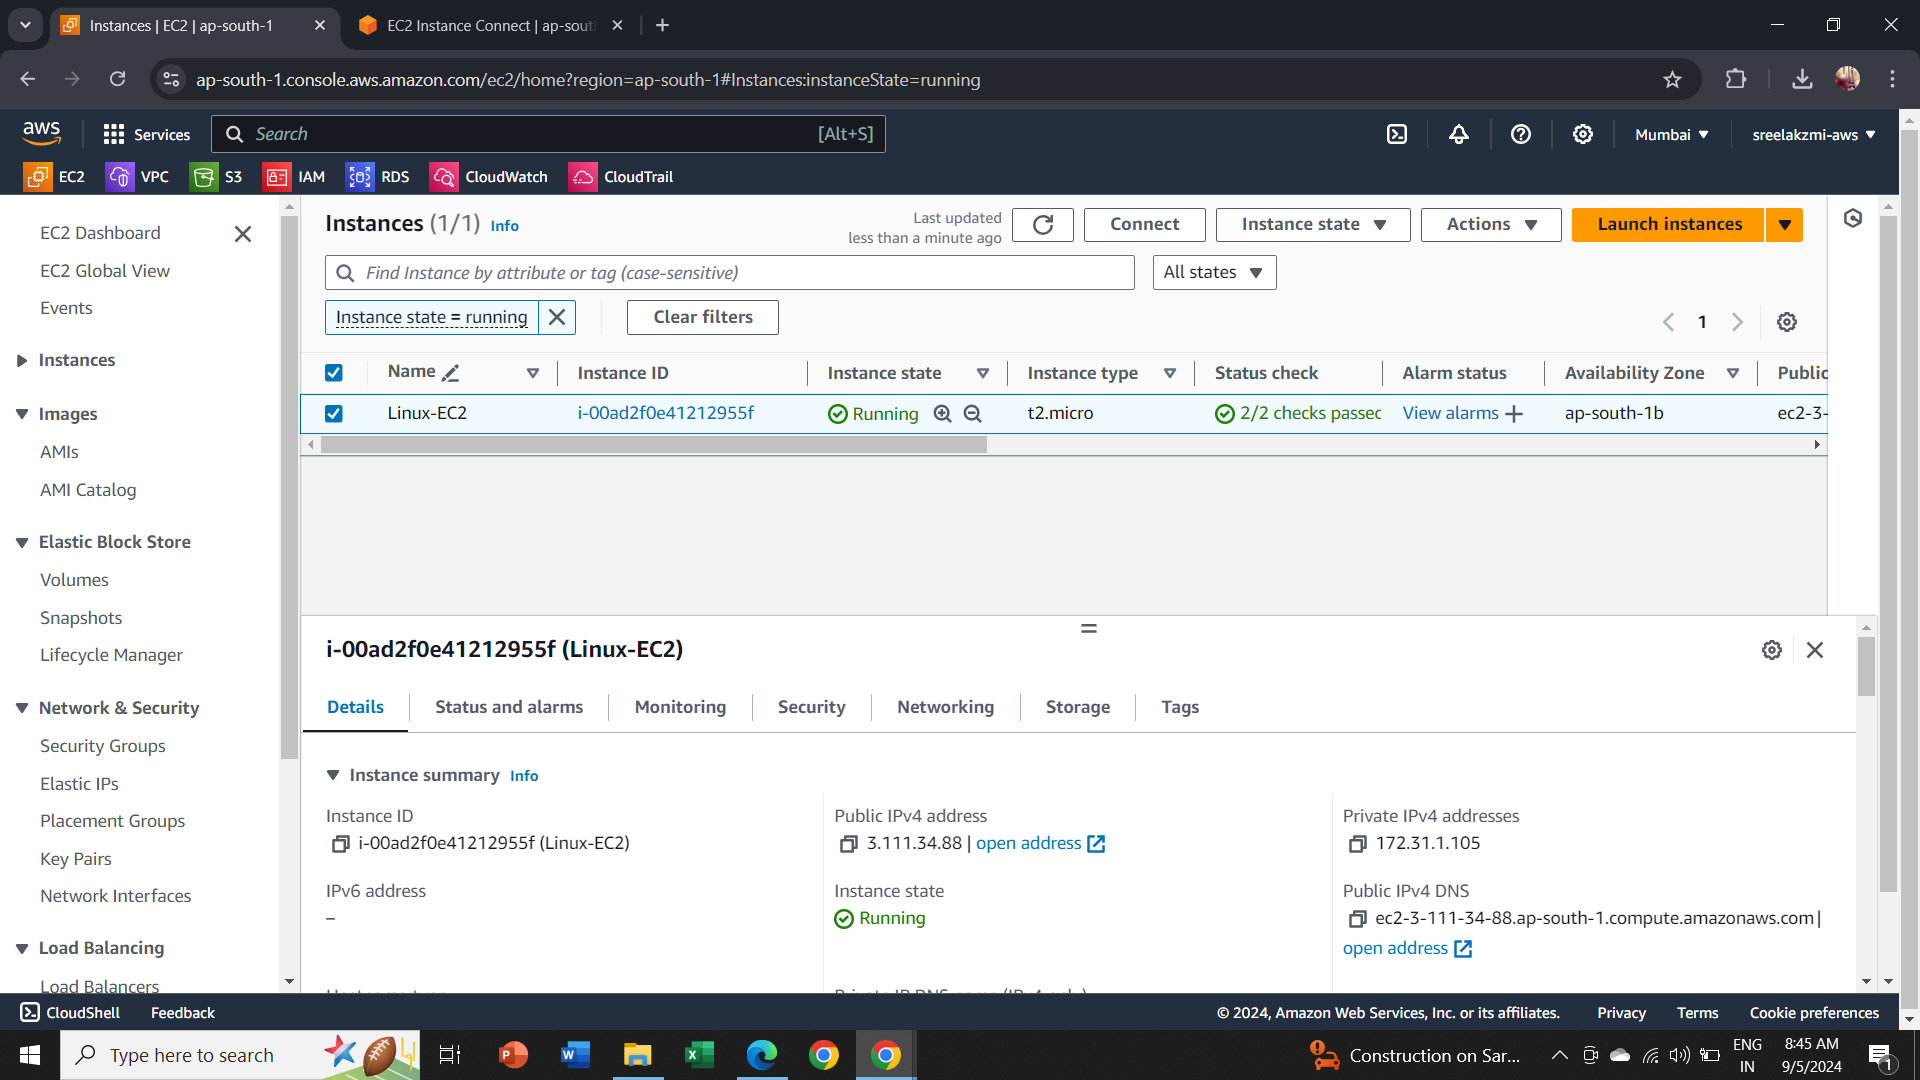 Instances | EC2 | ap-south-1
EC2 Instance Connect | ap-sout
ap-south-1.console.aws.amazon.com/ec2/home?region=ap-south-1#Instances:instanceState=running
aws
Services
Search
[Alt+S]
Mumbai
sreelakzmi-aws
EC2
VPC
S3
IAM
RDS
CloudWatch
CloudTrail
EC2 Dashboard
EC2 Global View
Events
Instances
Images
AMIs
AMI Catalog
Elastic Block Store
Volumes
Snapshots
Lifecycle Manager
Network & Security
Security Groups
Elastic IPs
Placement Groups
Key Pairs
Network Interfaces
Load Balancing
Load Balancers
Instances (1/1) Info
Last updated
less than a minute ago
Connect
Instance state
Actions
Launch instances
Find Instance by attribute or tag (case-sensitive)
All states
Instance state = running
Clear filters
1
Name Instance ID Instance state Instance type Status check Alarm status Availability Zone Public
Linux-EC2 i-00ad2f0e41212955f Running t2.micro 2/2 checks passed View alarms ap-south-1b ec2-3-
i-00ad2f0e41212955f (Linux-EC2)
Details Status and alarms Monitoring Security Networking Storage Tags
Instance summary Info
Instance ID
i-00ad2f0e41212955f (Linux-EC2)
Public IPv4 address
3.111.34.88 | open address
Private IPv4 addresses
172.31.1.105
IPv6 address
–
Instance state
Running
Public IPv4 DNS
ec2-3-111-34-88.ap-south-1.compute.amazonaws.com |
open address
CloudShell
Feedback
© 2024, Amazon Web Services, Inc. or its affiliates.
Privacy
Terms
Cookie preferences
Type here to search
Construction on Sar...
ENG
IN
8:45 AM
9/5/2024
1